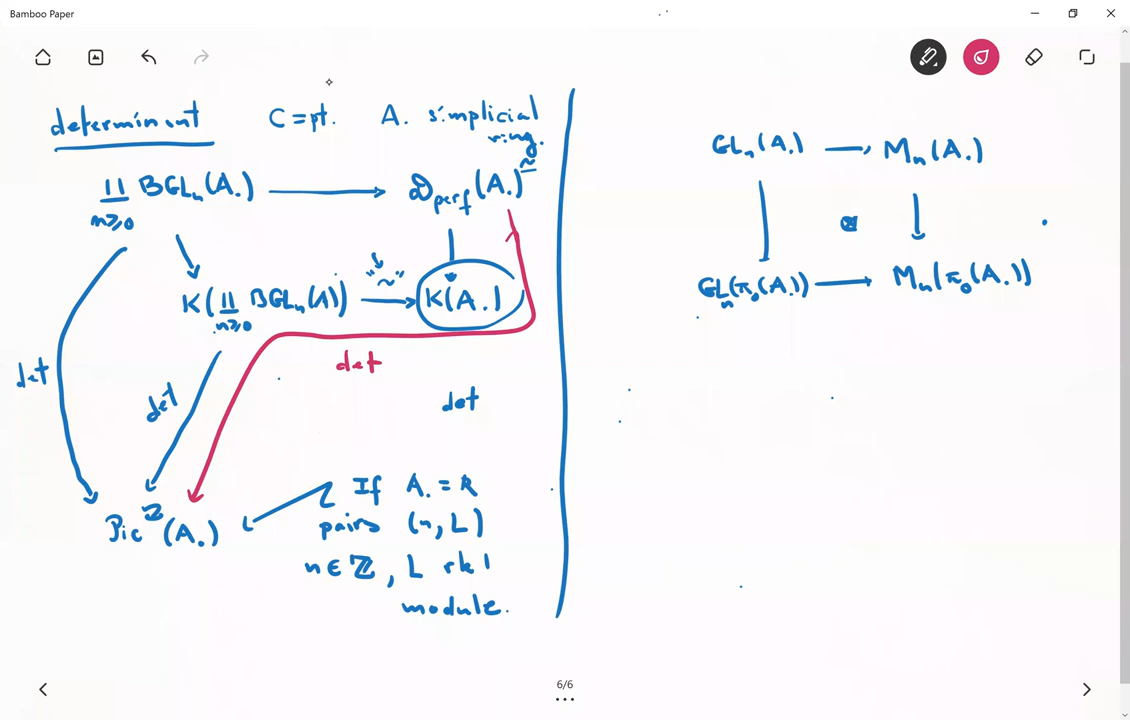 Bamboo Paper
determinant C = pt. A. simplicial ring.
∐ BGLₙ(A.) ⟶ 𝒟perf(A.)^≃
n≥0
K(∐ BGLₙ(A)) "~" ⟶ K(A.)
n≥0
det
det
det
det
If A. = R
Pic^ℤ(A.)
pairs (n, L)
n ∈ ℤ, L rk 1
module.
GLₙ(A.) ⟶ Mₙ(A.)
GLₙ(π₀(A.)) ⟶ Mₙ(π₀(A.))
6/6